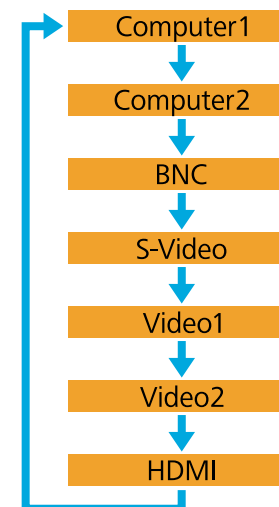 Computer1
Computer2
BNC
S-Video
Video1
Video2
HDMI